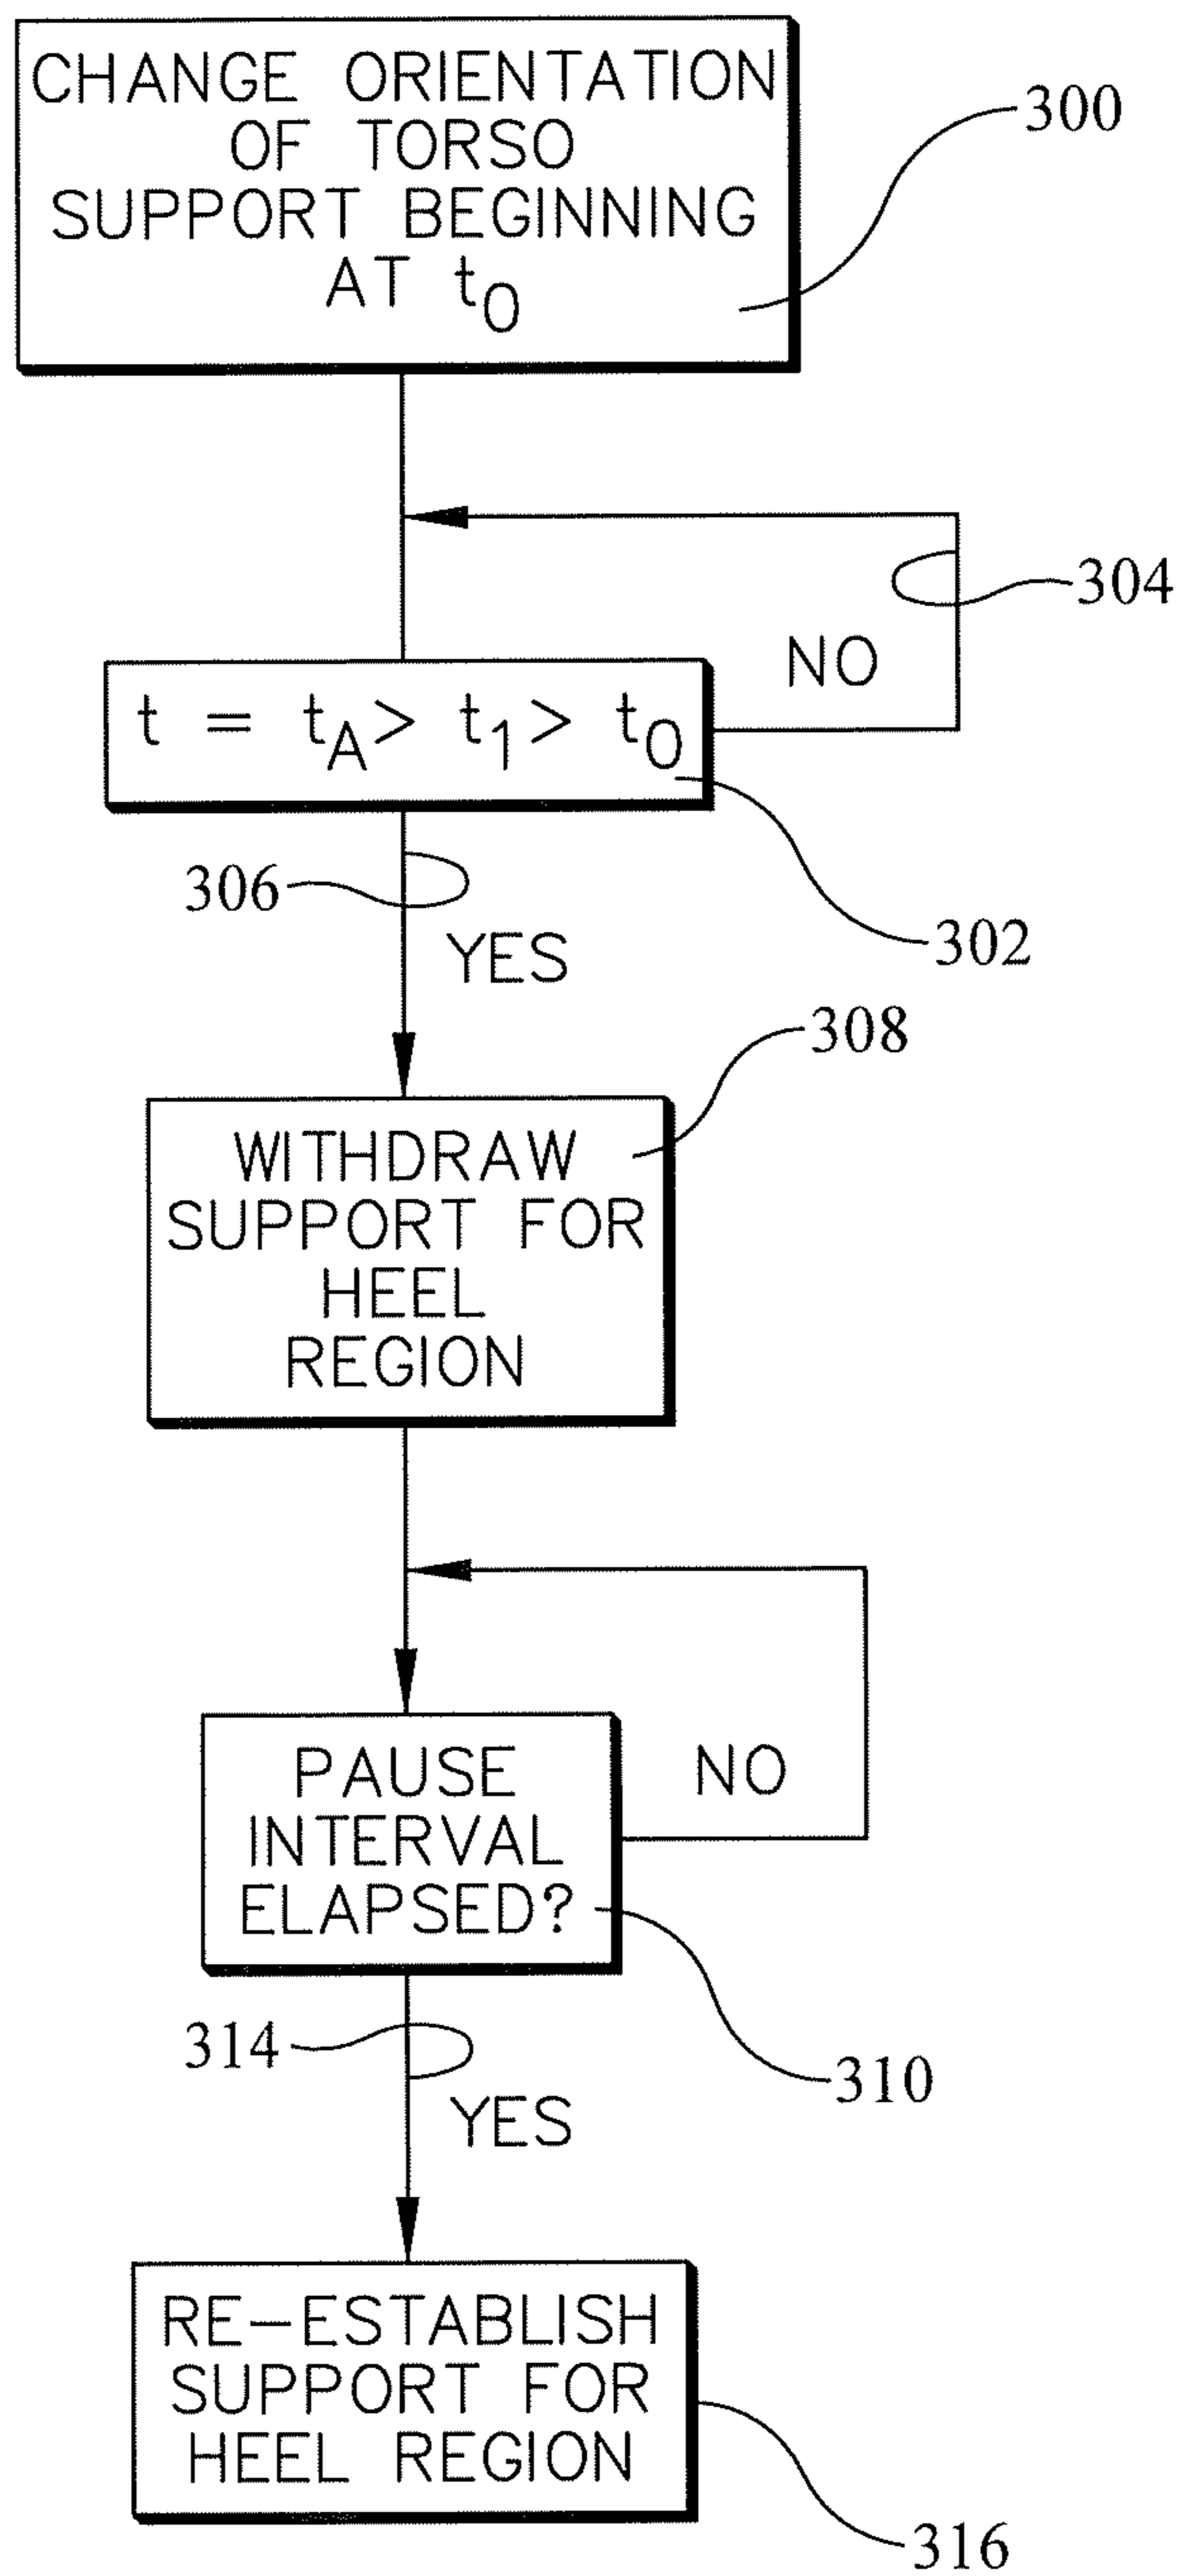 CHANGE ORIENTATION
OF TORSO
SUPPORT BEGINNING
AT t0
300
304
NO
t = tA> t1> t0
306
YES
302
308
WITHDRAW
SUPPORT FOR
HEEL
REGION
PAUSE
INTERVAL
ELAPSED?
NO
314
YES
310
RE-ESTABLISH
SUPPORT FOR
HEEL REGION
316